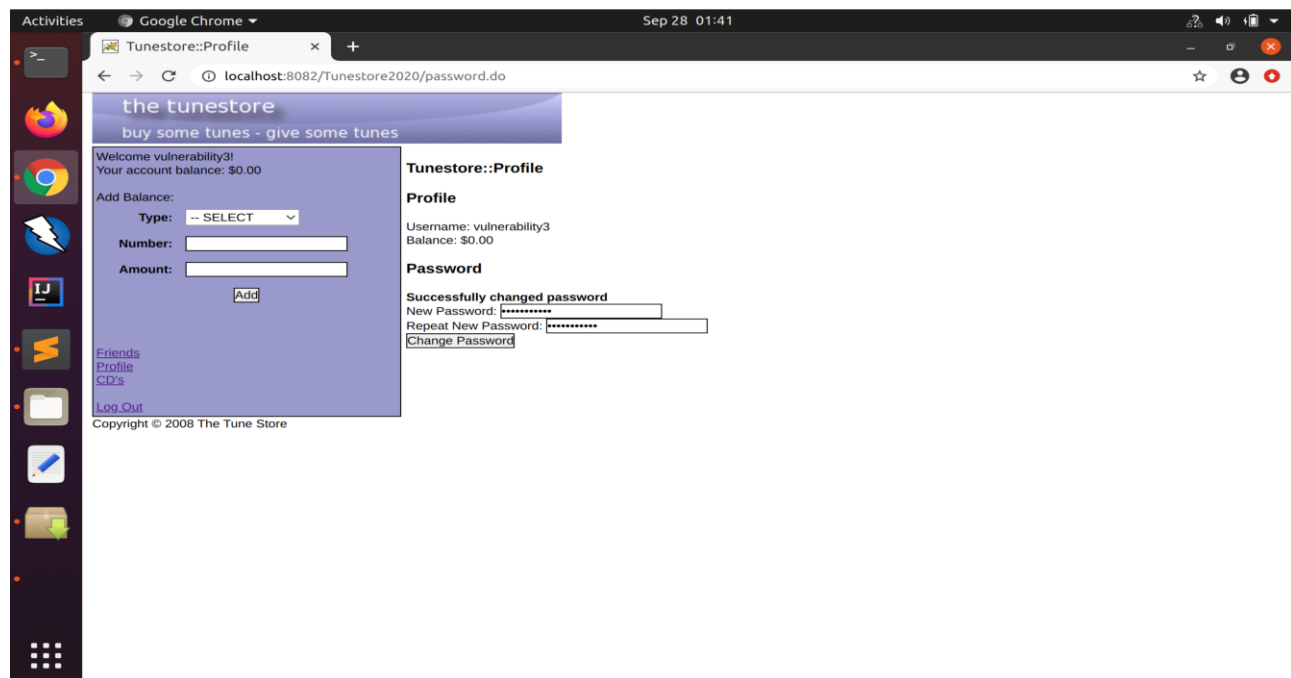 Activities Google Chrome Sep 28 01:41
Tunestore::Profile
localhost:8082/Tunestore2020/password.do
the tunestore
buy some tunes - give some tunes
Welcome vulnerability3!
Your account balance: $0.00
Add Balance:
Type: -- SELECT
Number:
Amount:
Add
Friends
Profile
CD's
Log Out
Tunestore::Profile
Profile
Username: vulnerability3
Balance: $0.00
Password
Successfully changed password
New Password: •••••••••••
Repeat New Password: •••••••••••
Change Password
Copyright © 2008 The Tune Store